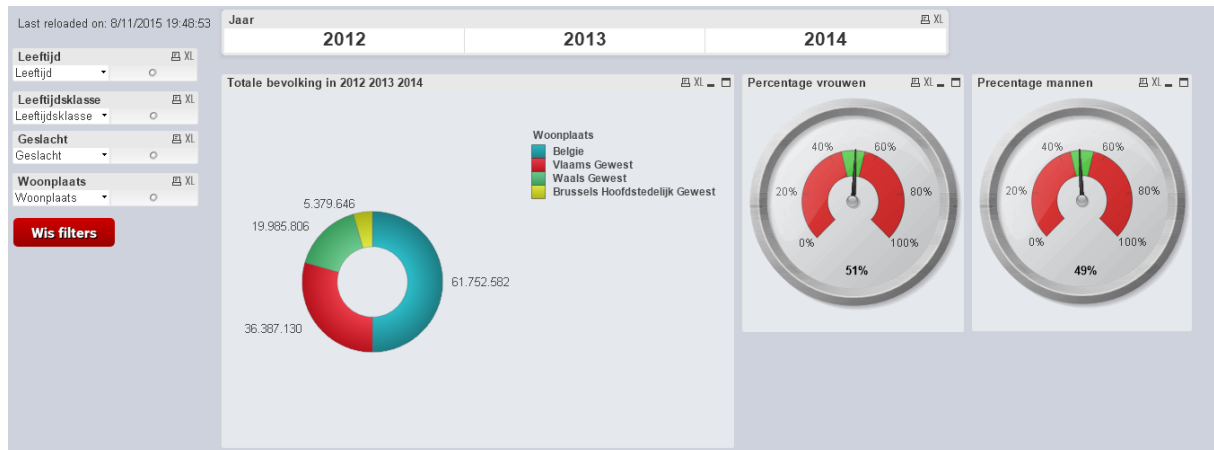 Last reloaded on: 8/11/2015 19:48:53
Jaar XL
2012 2013 2014
Leeftijd XL
Leeftijd
Leeftijdsklasse XL
Leeftijdsklasse
Geslacht XL
Geslacht
Woonplaats XL
Woonplaats
Wis filters
Totale bevolking in 2012 2013 2014 XL
Woonplaats
Belgie
Vlaams Gewest
Waals Gewest
Brussels Hoofdstedelijk Gewest
5.379.646
19.985.806
61.752.582
36.387.130
Percentage vrouwen XL
40% 60%
20% 80%
0% 100%
51%
Precentage mannen XL
40% 60%
20% 80%
0% 100%
49%